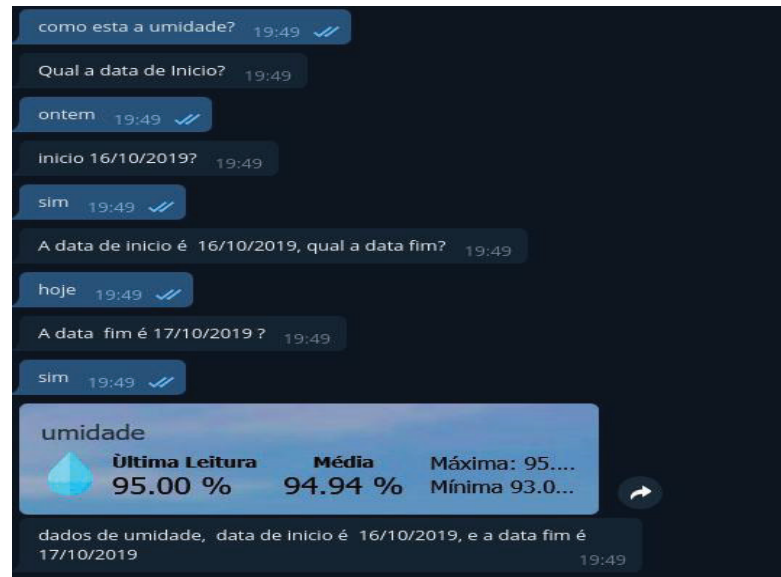 como esta a umidade? 19:49
Qual a data de Inicio? 19:49
ontem 19:49
inicio 16/10/2019? 19:49
sim 19:49
A data de inicio é 16/10/2019, qual a data fim? 19:49
hoje 19:49
A data fim é 17/10/2019 ? 19:49
sim 19:49
umidade
Ùltima Leitura Média Máxima: 95....
95.00 % 94.94 % Mínima 93.0...
dados de umidade, data de inicio é 16/10/2019, e a data fim é
17/10/2019 19:49